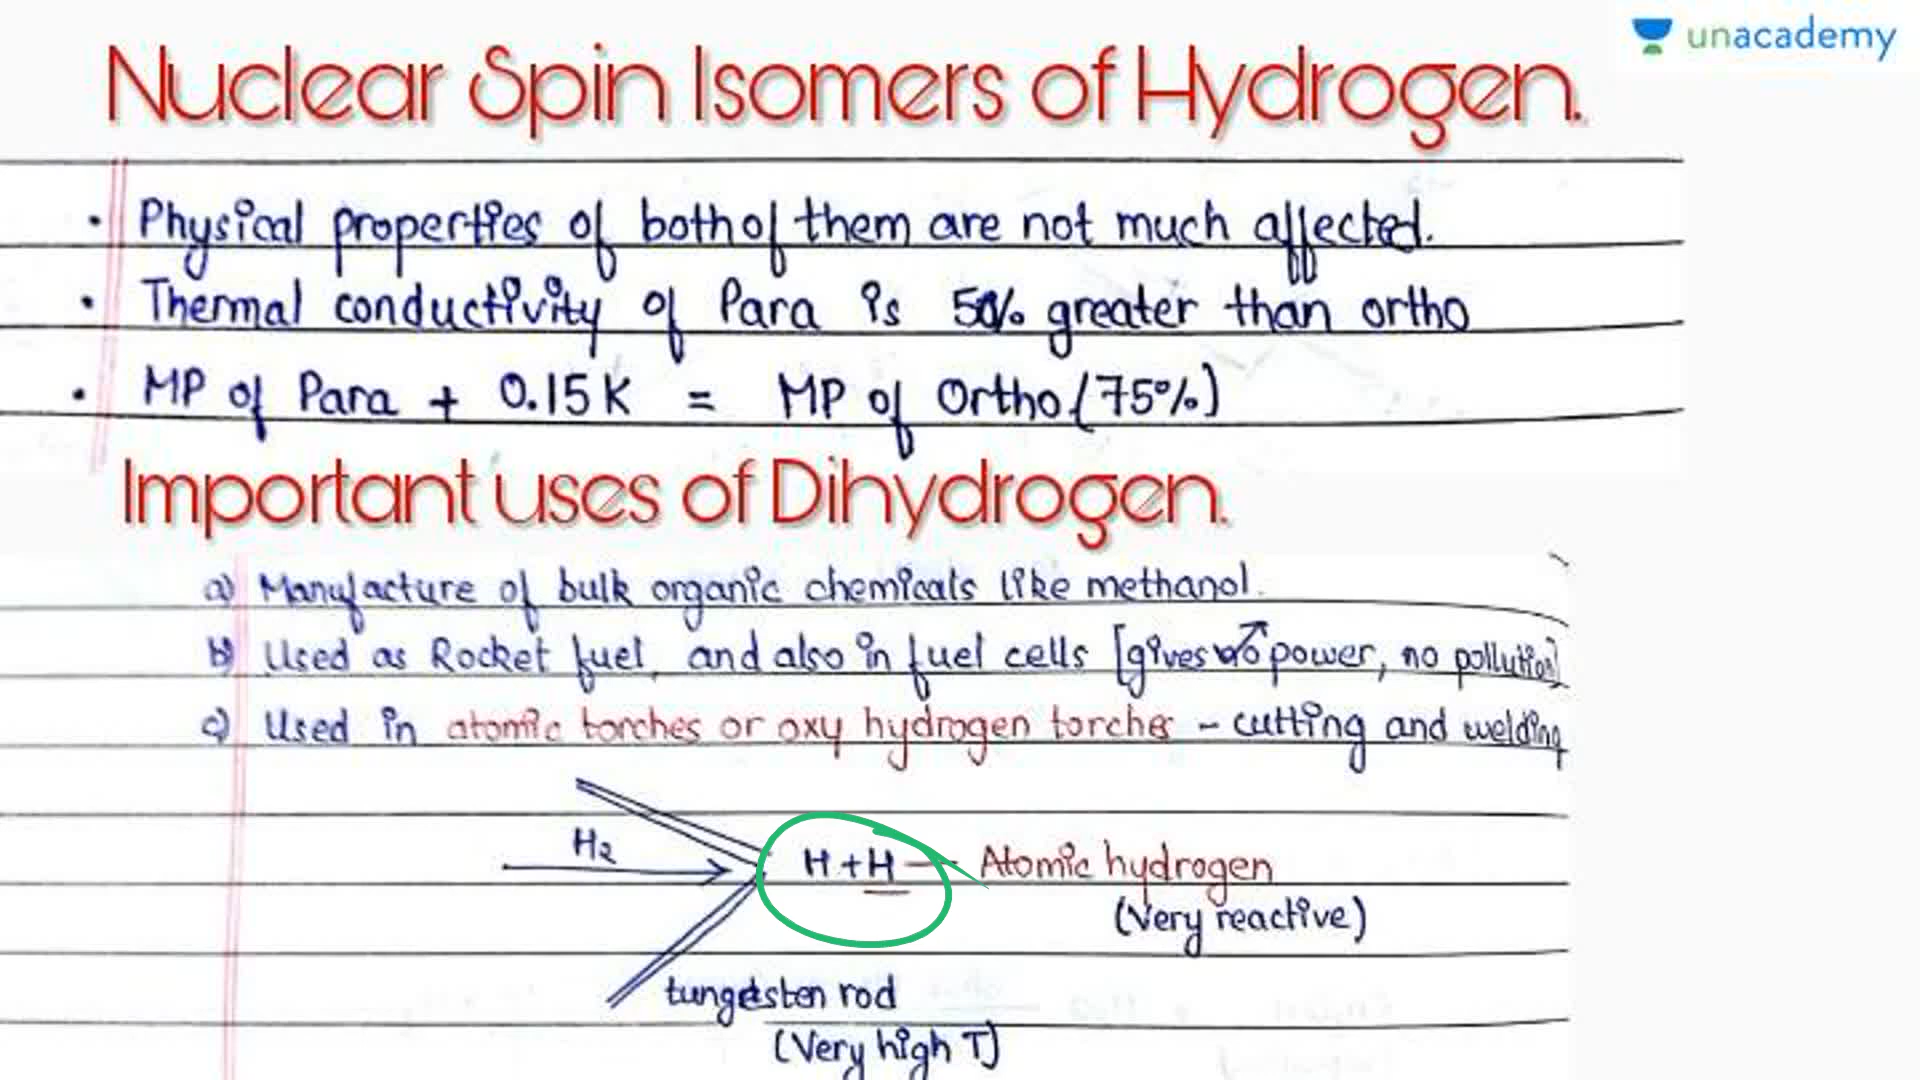 unacademy
Nuclear Spin Isomers of Hydrogen.
• Physical properties of both of them are not much affected.
• Thermal conductivity of Para is 50% greater than ortho
• MP of Para + 0.15K = MP of Ortho (75%)
Important uses of Dihydrogen.
a) Manufacture of bulk organic chemicals like methanol.
b) Used as Rocket fuel, and also in fuel cells [gives power, no pollution]
c) Used in atomic torches or oxy hydrogen torches - cutting and welding
H2
H + H — Atomic hydrogen
(Very reactive)
tungsten rod
(Very high T)